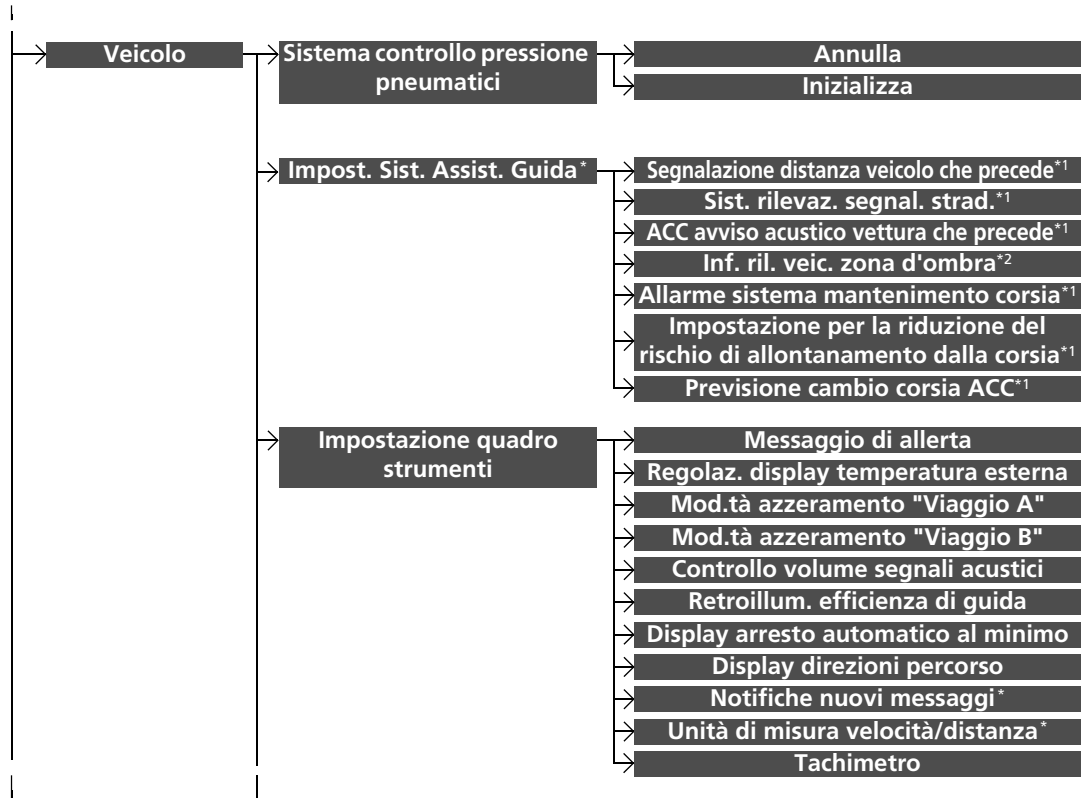 Veicolo
Sistema controllo pressione
pneumatici
Annulla
Inizializza
Impost. Sist. Assist. Guida*
Segnalazione distanza veicolo che precede*1
Sist. rilevaz. segnal. strad.*1
ACC avviso acustico vettura che precede*1
Inf. ril. veic. zona d'ombra*2
Allarme sistema mantenimento corsia*1
Impostazione per la riduzione del
rischio di allontanamento dalla corsia*1
Previsione cambio corsia ACC*1
Impostazione quadro
strumenti
Messaggio di allerta
Regolaz. display temperatura esterna
Mod.tà azzeramento "Viaggio A"
Mod.tà azzeramento "Viaggio B"
Controllo volume segnali acustici
Retroillum. efficienza di guida
Display arresto automatico al minimo
Display direzioni percorso
Notifiche nuovi messaggi*
Unità di misura velocità/distanza*
Tachimetro